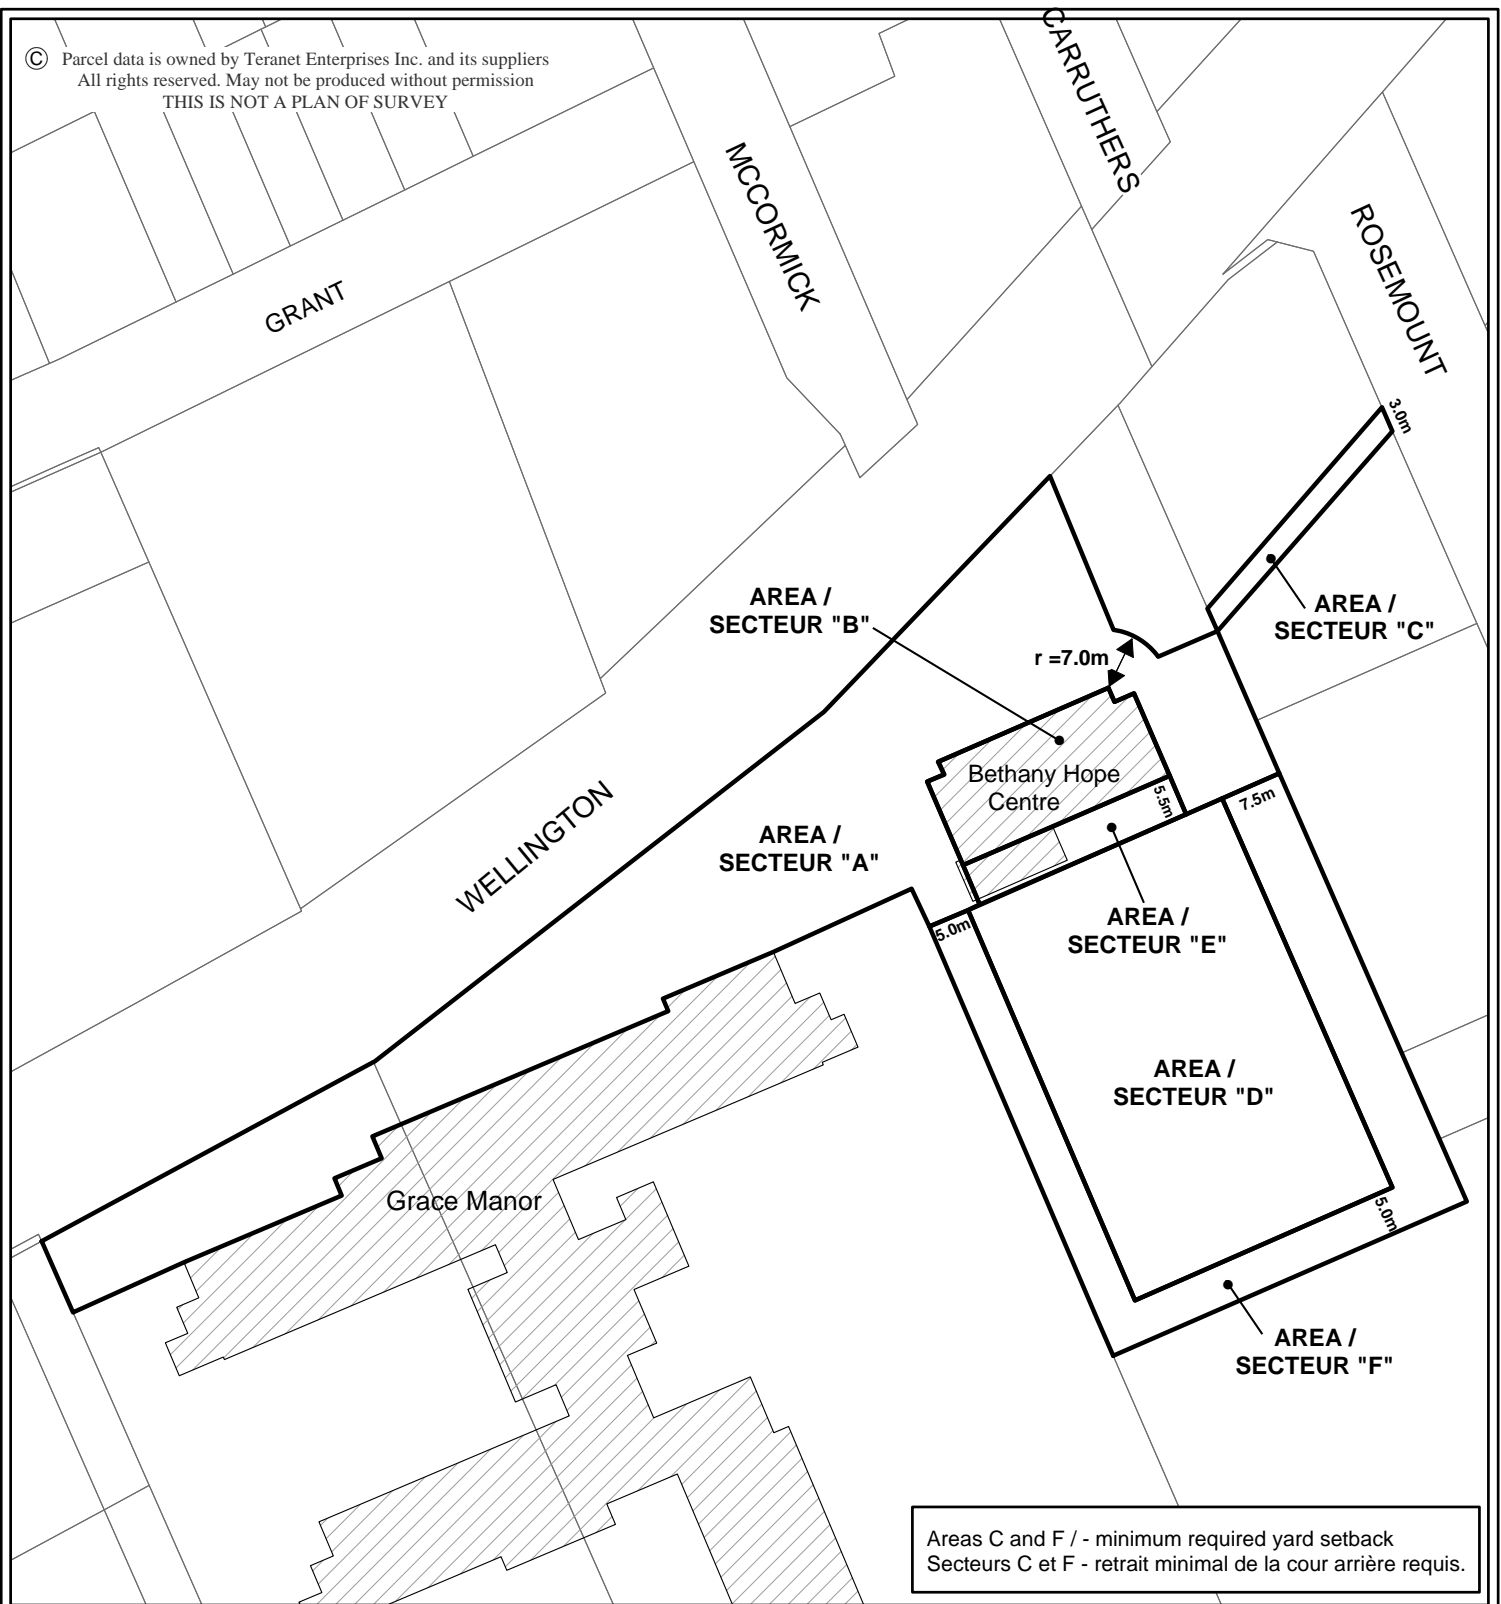 © Parcel data is owned by Teranet Enterprises Inc. and its suppliers
All rights reserved. May not be produced without permission
THIS IS NOT A PLAN OF SURVEY
CARRUTHERS
MCCORMICK
ROSEMOUNT
GRANT
3.0m
AREA /
SECTEUR "B"
AREA /
SECTEUR "C"
r =7.0m
Bethany Hope
Centre
5.5m
7.5m
WELLINGTON
AREA /
SECTEUR "A"
5.0m
AREA /
SECTEUR "E"
AREA /
SECTEUR "D"
Grace Manor
5.0m
AREA /
SECTEUR "F"
Areas C and F / - minimum required yard setback
Secteurs C et F - retrait minimal de la cour arrière requis.